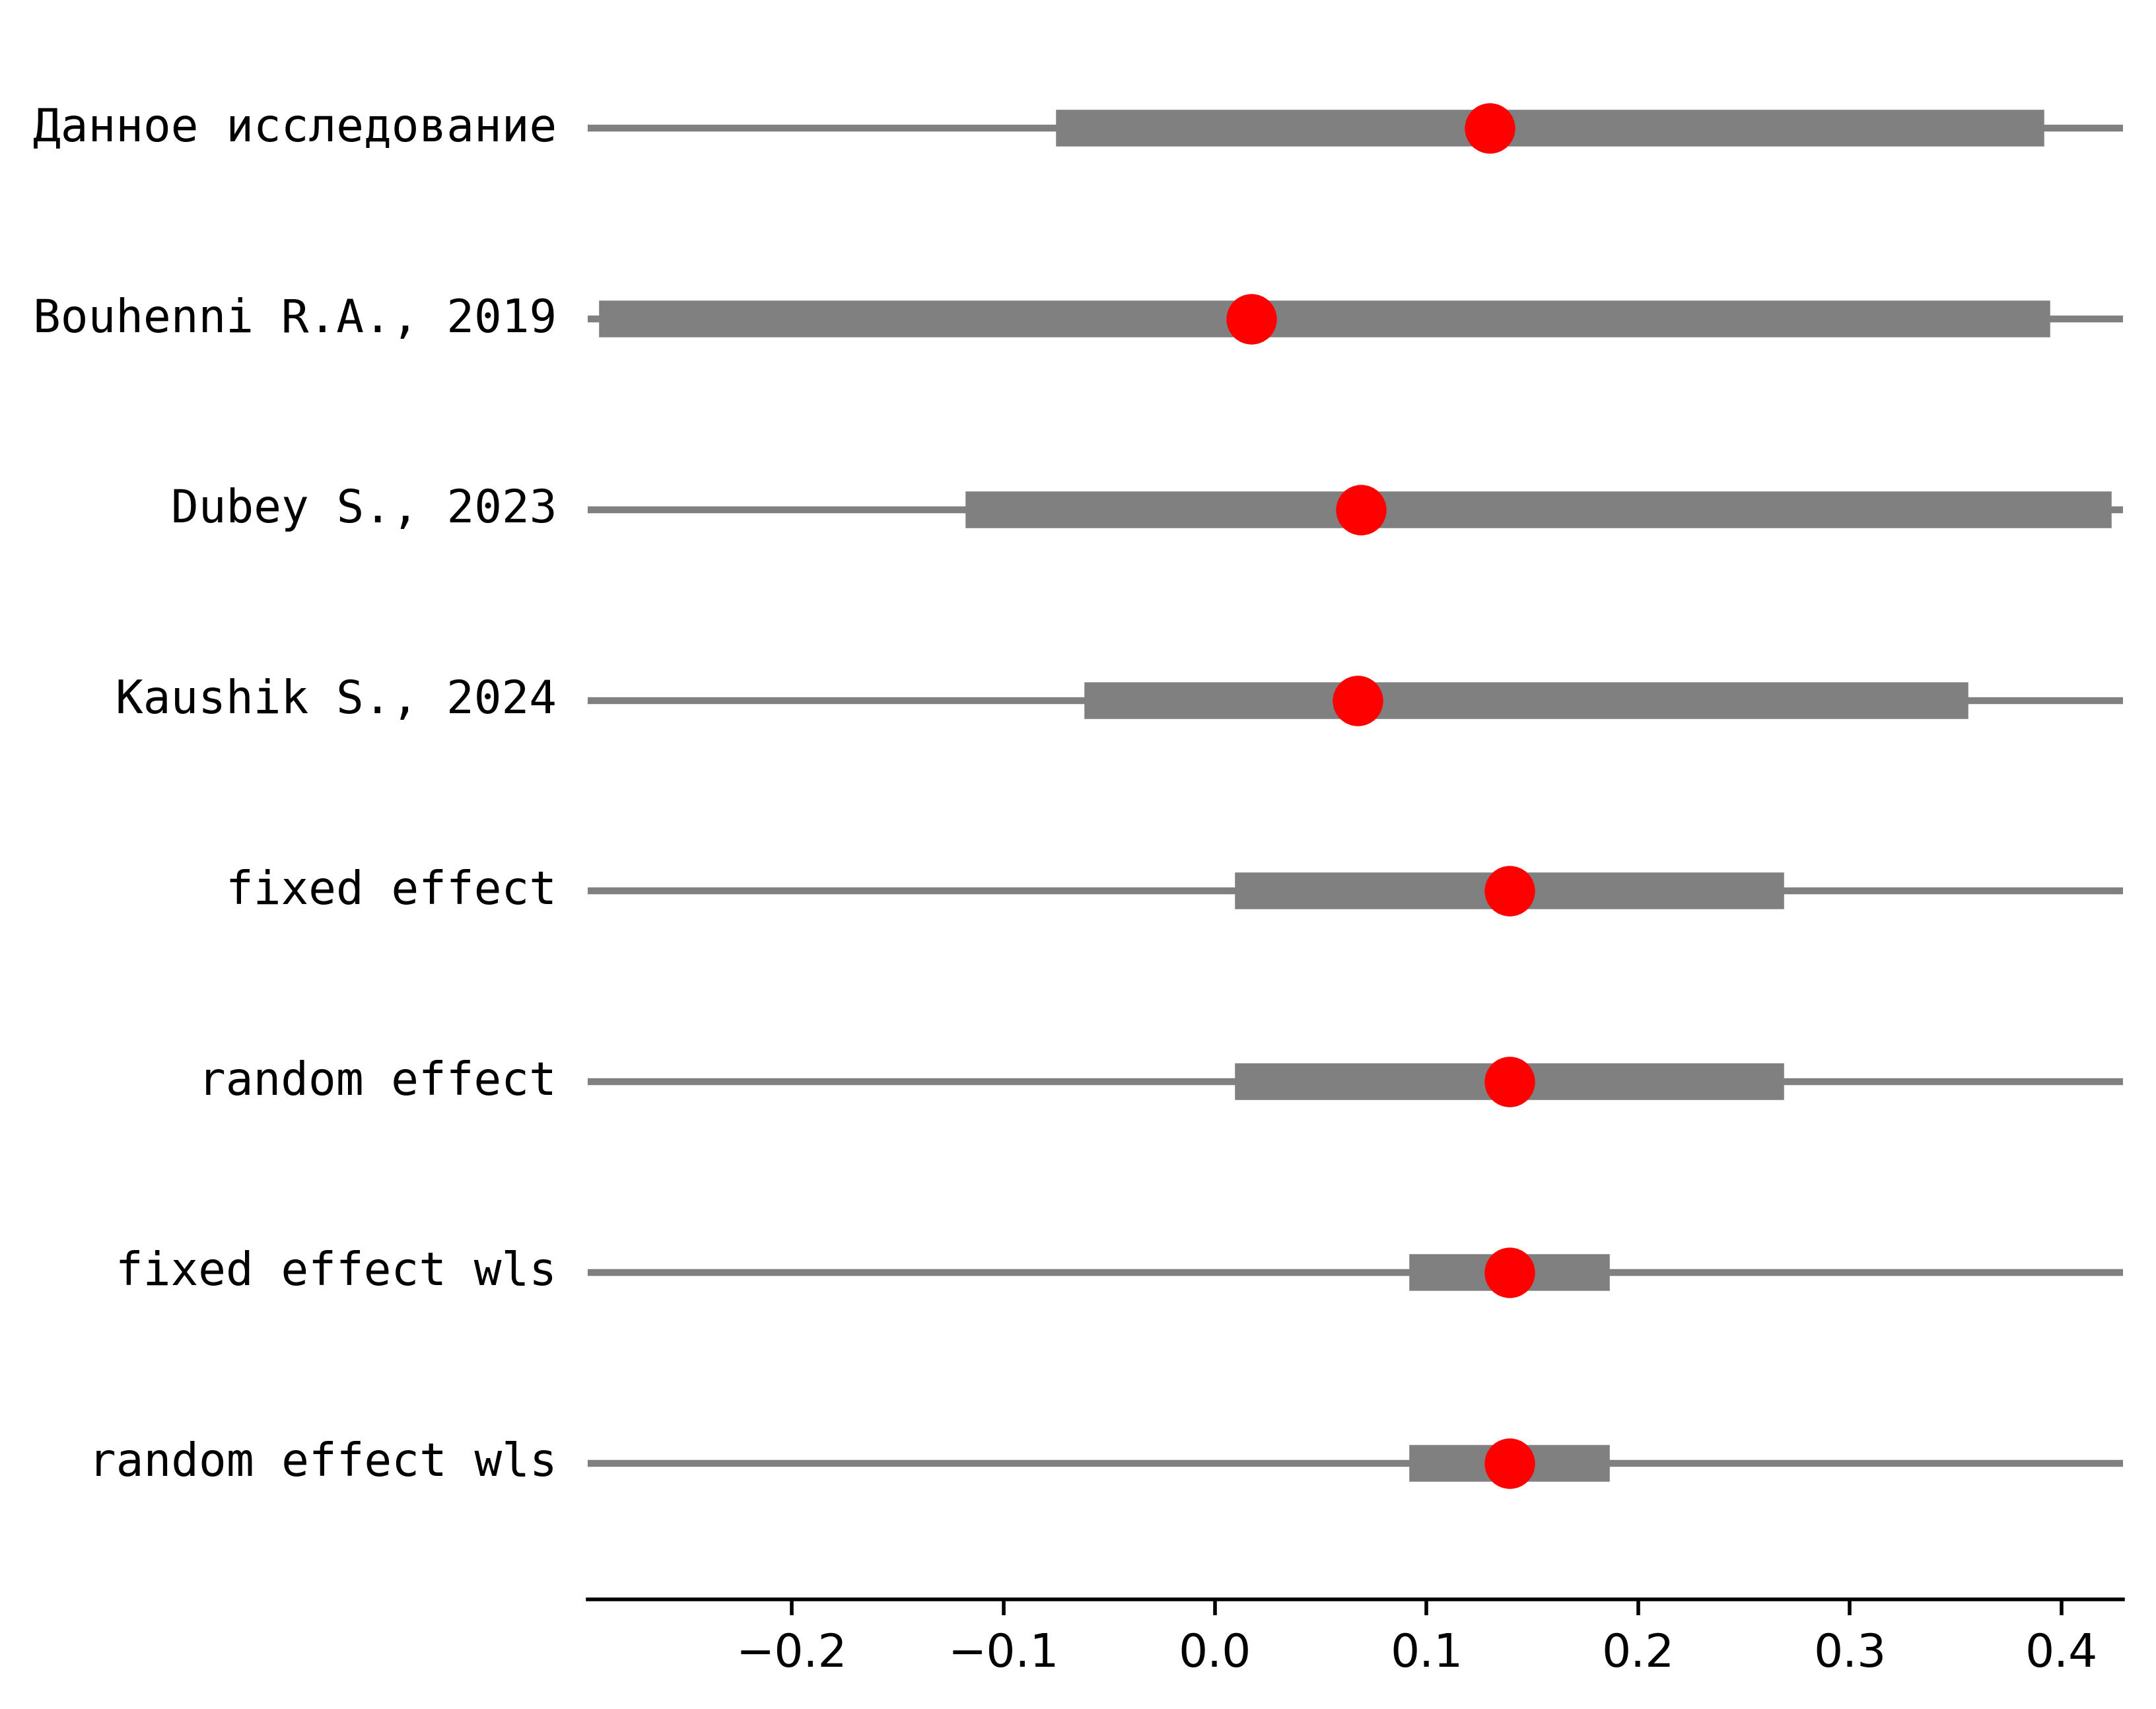 Данное исследование
Bouhenni R.A., 2019
Dubey S., 2023
Kaushik S., 2024
fixed effect
random effect
fixed effect wls
random effect wls
−0.2 −0.1 0.0 0.1 0.2 0.3 0.4